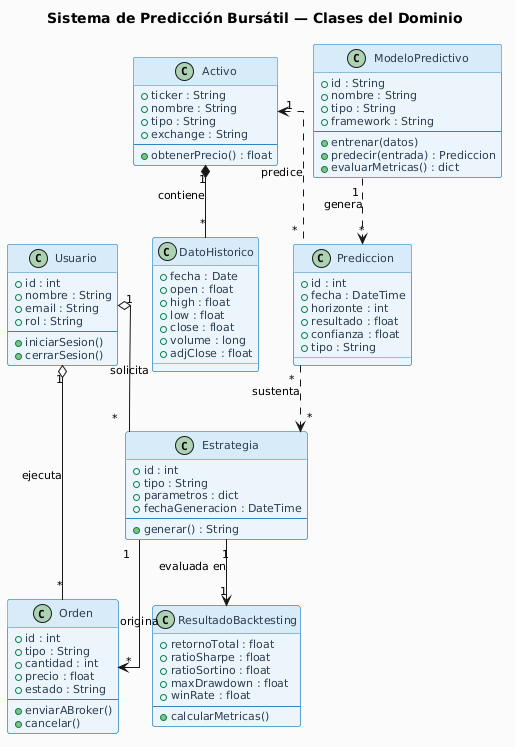 Sistema de Predicción Bursátil — Clases del Dominio
C Activo
ticker : String
nombre : String
tipo : String
exchange : String
obtenerPrecio() : float
C ModeloPredictivo
id : String
nombre : String
tipo : String
framework : String
entrenar(datos)
predecir(entrada) : Prediccion
evaluarMetricas() : dict
1
predice
*
1
contiene
*
1
genera
*
C Usuario
id : int
nombre : String
email : String
rol : String
iniciarSesion()
cerrarSesion()
C DatoHistorico
fecha : Date
open : float
high : float
low : float
close : float
volume : long
adjClose : float
C Prediccion
id : int
fecha : DateTime
horizonte : int
resultado : float
confianza : float
tipo : String
1
solicita
*
*
sustenta
*
1
ejecuta
*
C Estrategia
id : int
tipo : String
parametros : dict
fechaGeneracion : DateTime
generar() : String
1
origina
*
1
evaluada en
1
C Orden
id : int
tipo : String
cantidad : int
precio : float
estado : String
enviarABroker()
cancelar()
C ResultadoBacktesting
retornoTotal : float
ratioSharpe : float
ratioSortino : float
maxDrawdown : float
winRate : float
calcularMetricas()